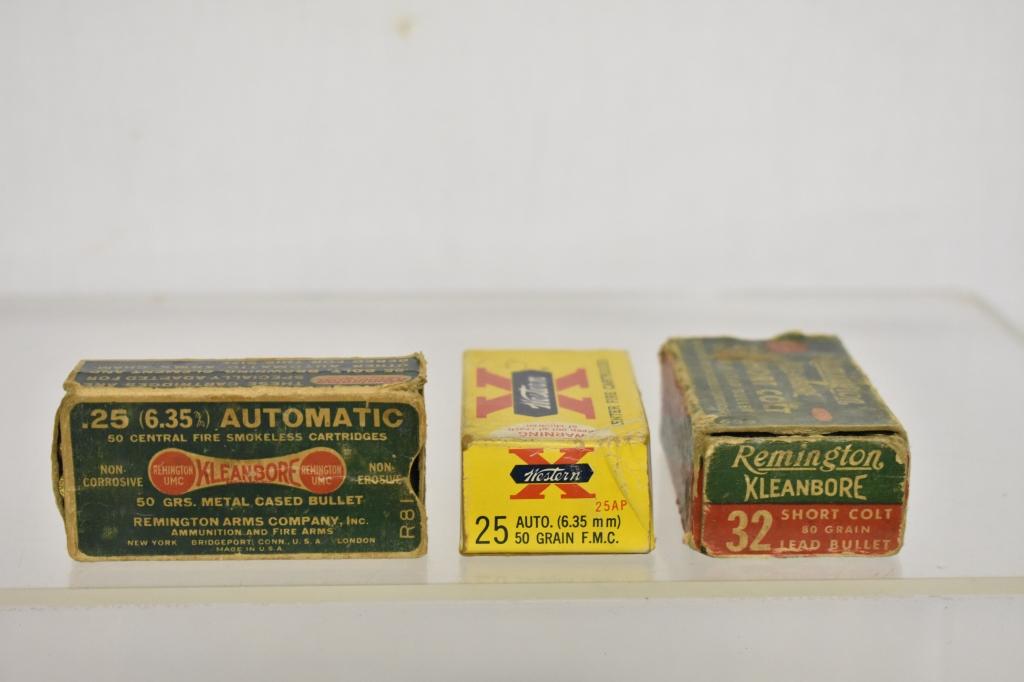 .25 (6.35 m/m) AUTOMATIC
50 CENTRAL FIRE SMOKELESS CARTRIDGES
NON-CORROSIVE
REMINGTON UMC
KLEANBORE
REMINGTON UMC
NON-EROSIVE
50 GRS. METAL CASED BULLET
REMINGTON ARMS COMPANY, Inc.
AMMUNITION AND FIRE ARMS
NEW YORK BRIDGEPORT, CONN., U.S.A. LONDON
MADE IN U.S.A.
R81
X
Western
WARNING
X
Western
25AP
25 AUTO. (6.35 mm)
50 GRAIN F.M.C.
Remington
KLEANBORE
32 SHORT COLT
80 GRAIN
LEAD BULLET